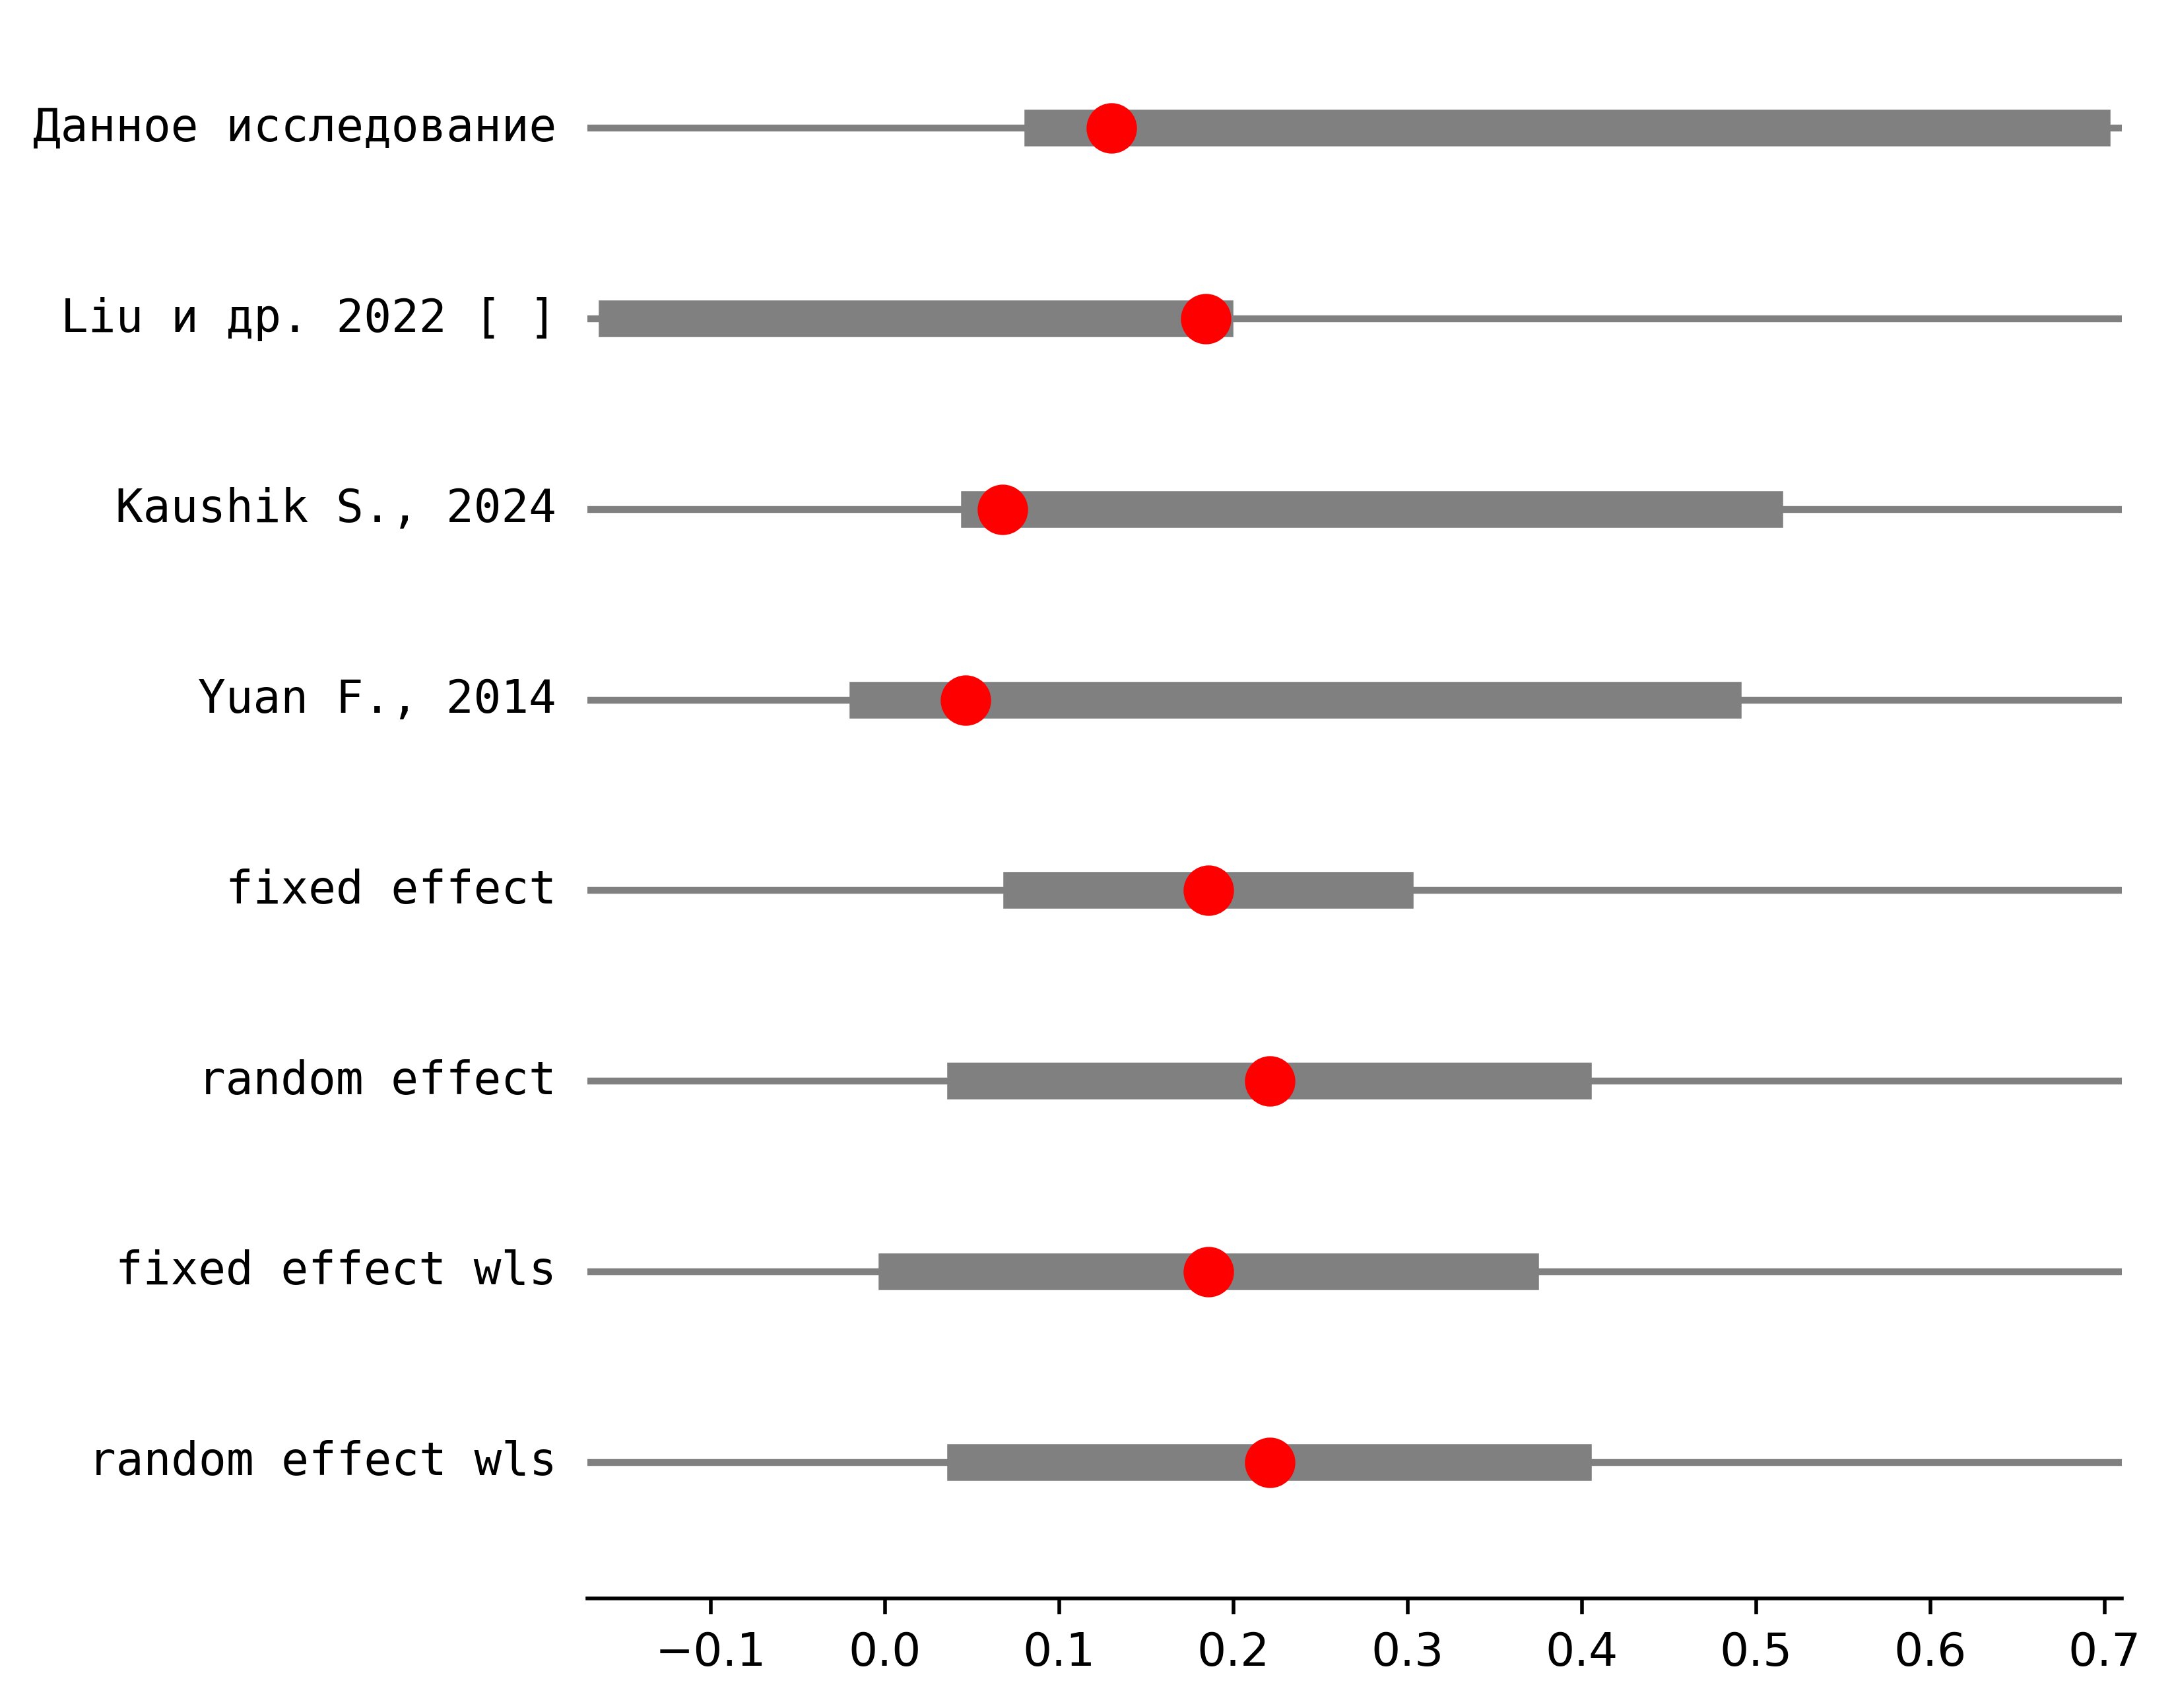 Данное исследование
Liu и др. 2022 [ ]
Kaushik S., 2024
Yuan F., 2014
fixed effect
random effect
fixed effect wls
random effect wls
−0.1 0.0 0.1 0.2 0.3 0.4 0.5 0.6 0.7